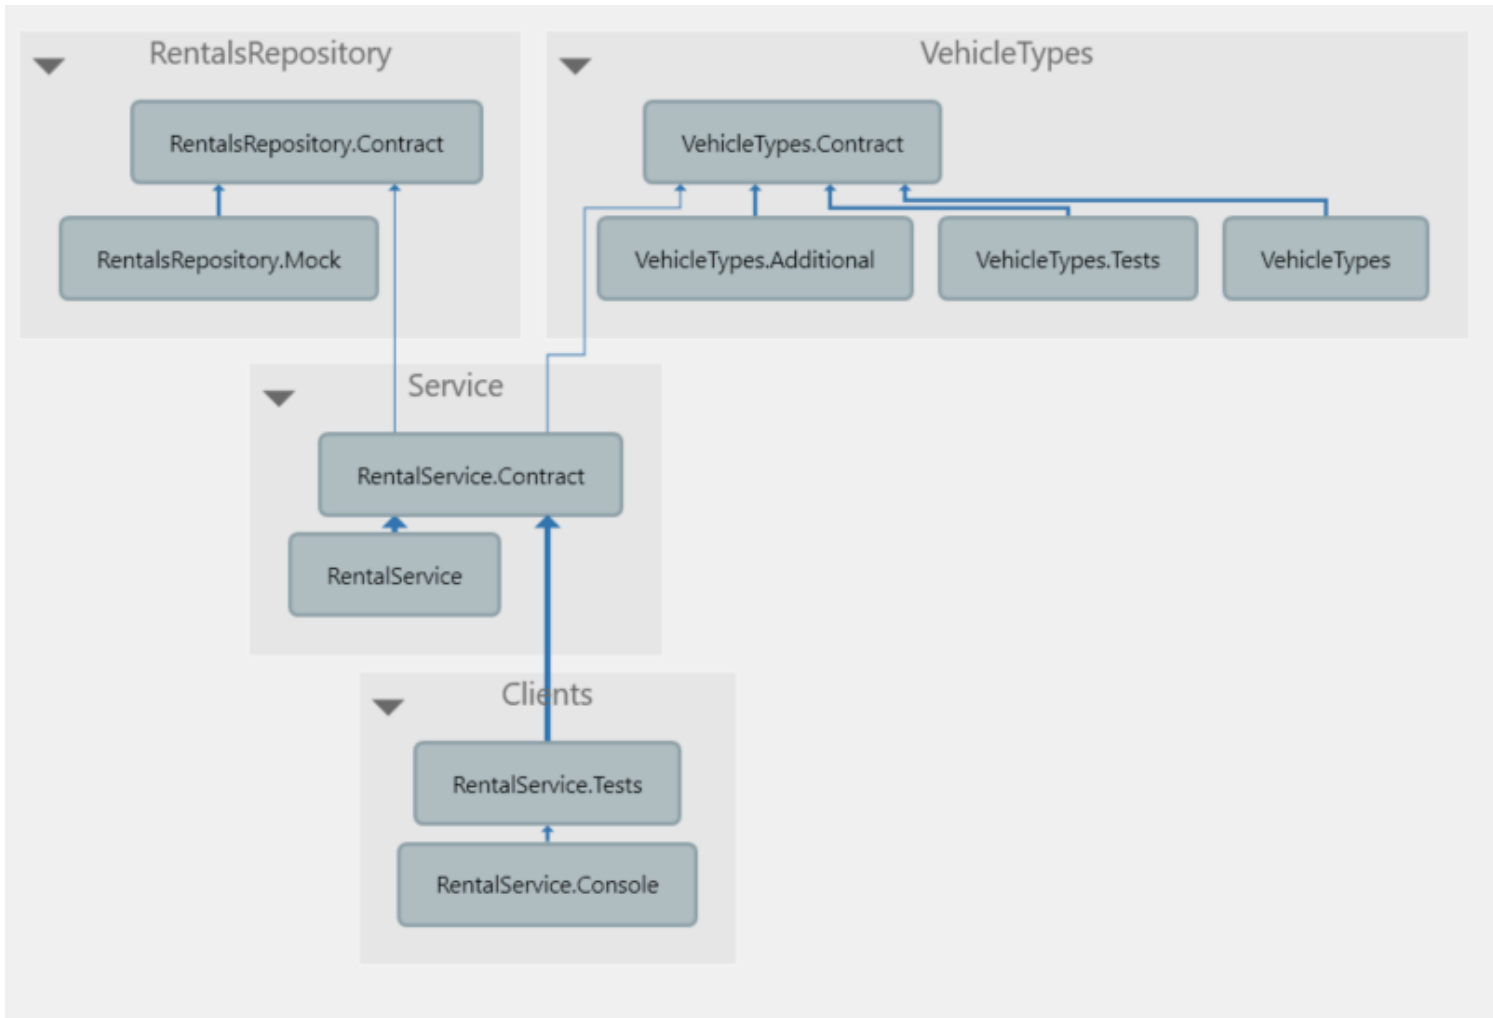 RentalsRepository
RentalsRepository.Contract
RentalsRepository.Mock
VehicleTypes
VehicleTypes.Contract
VehicleTypes.Additional
VehicleTypes.Tests
VehicleTypes
Service
RentalService.Contract
RentalService
Clients
RentalService.Tests
RentalService.Console